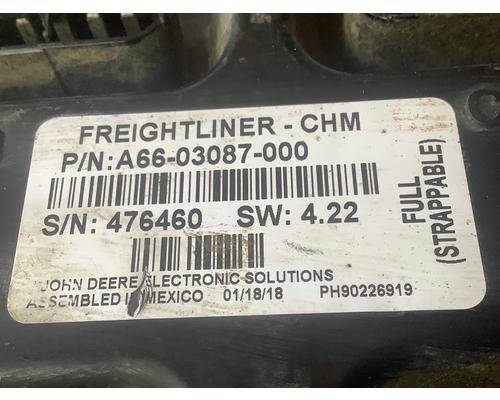 FREIGHTLINER - CHM
P/N: A66-03087-000
S/N: 476460 SW: 4.22
JOHN DEERE ELECTRONIC SOLUTIONS
ASSEMBLED IN MEXICO 01/18/18 PH90226919
FULL
(STRAPPABLE)